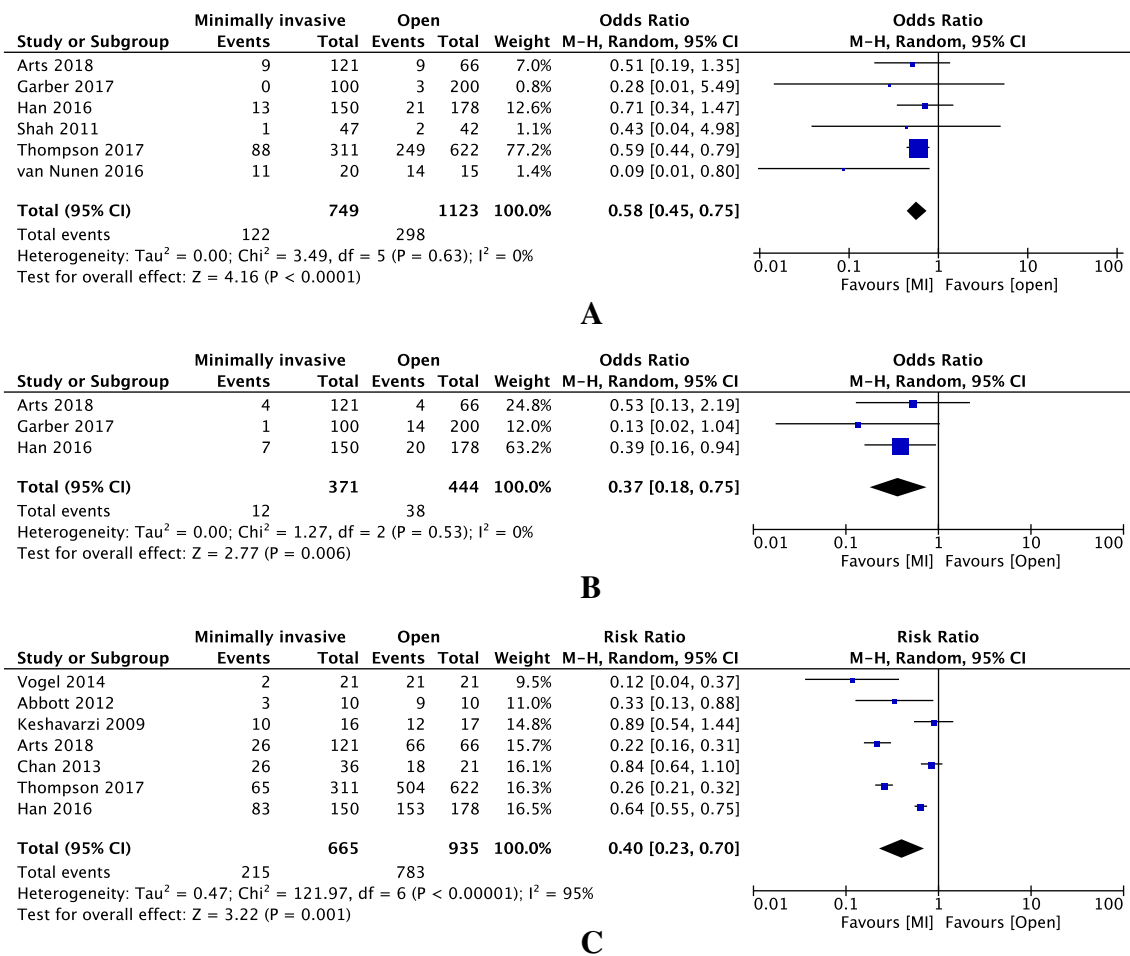 Minimally invasive Open Odds Ratio Odds Ratio
Study or Subgroup Events Total Events Total Weight M-H, Random, 95% CI M-H, Random, 95% CI
Arts 2018 9 121 9 66 7.0% 0.51 [0.19, 1.35]
Garber 2017 0 100 3 200 0.8% 0.28 [0.01, 5.49]
Han 2016 13 150 21 178 12.6% 0.71 [0.34, 1.47]
Shah 2011 1 47 2 42 1.1% 0.43 [0.04, 4.98]
Thompson 2017 88 311 249 622 77.2% 0.59 [0.44, 0.79]
van Nunen 2016 11 20 14 15 1.4% 0.09 [0.01, 0.80]
Total (95% CI) 749 1123 100.0% 0.58 [0.45, 0.75]
Total events 122 298
Heterogeneity: Tau² = 0.00; Chi² = 3.49, df = 5 (P = 0.63); I² = 0%
Test for overall effect: Z = 4.16 (P < 0.0001)
0.01 0.1 1 10 100
Favours [MI] Favours [open]
A
Minimally invasive Open Odds Ratio Odds Ratio
Study or Subgroup Events Total Events Total Weight M-H, Random, 95% CI M-H, Random, 95% CI
Arts 2018 4 121 4 66 24.8% 0.53 [0.13, 2.19]
Garber 2017 1 100 14 200 12.0% 0.13 [0.02, 1.04]
Han 2016 7 150 20 178 63.2% 0.39 [0.16, 0.94]
Total (95% CI) 371 444 100.0% 0.37 [0.18, 0.75]
Total events 12 38
Heterogeneity: Tau² = 0.00; Chi² = 1.27, df = 2 (P = 0.53); I² = 0%
Test for overall effect: Z = 2.77 (P = 0.006)
0.01 0.1 1 10 100
Favours [MI] Favours [Open]
B
Minimally invasive Open Risk Ratio Risk Ratio
Study or Subgroup Events Total Events Total Weight M-H, Random, 95% CI M-H, Random, 95% CI
Vogel 2014 2 21 21 21 9.5% 0.12 [0.04, 0.37]
Abbott 2012 3 10 9 10 11.0% 0.33 [0.13, 0.88]
Keshavarzi 2009 10 16 12 17 14.8% 0.89 [0.54, 1.44]
Arts 2018 26 121 66 66 15.7% 0.22 [0.16, 0.31]
Chan 2013 26 36 18 21 16.1% 0.84 [0.64, 1.10]
Thompson 2017 65 311 504 622 16.3% 0.26 [0.21, 0.32]
Han 2016 83 150 153 178 16.5% 0.64 [0.55, 0.75]
Total (95% CI) 665 935 100.0% 0.40 [0.23, 0.70]
Total events 215 783
Heterogeneity: Tau² = 0.47; Chi² = 121.97, df = 6 (P < 0.00001); I² = 95%
Test for overall effect: Z = 3.22 (P = 0.001)
0.01 0.1 1 10 100
Favours [MI] Favours [Open]
C